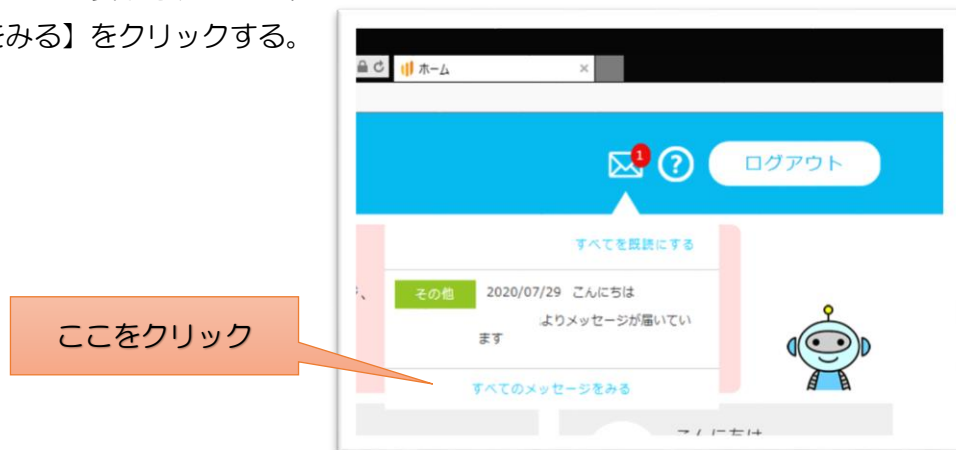 をみる】をクリックする。
ホーム
1
?
ログアウト
すべてを既読にする
その他 2020/07/29 こんにちは
よりメッセージが届いてい
ます
ここをクリック
すべてのメッセージをみる
こんにちは